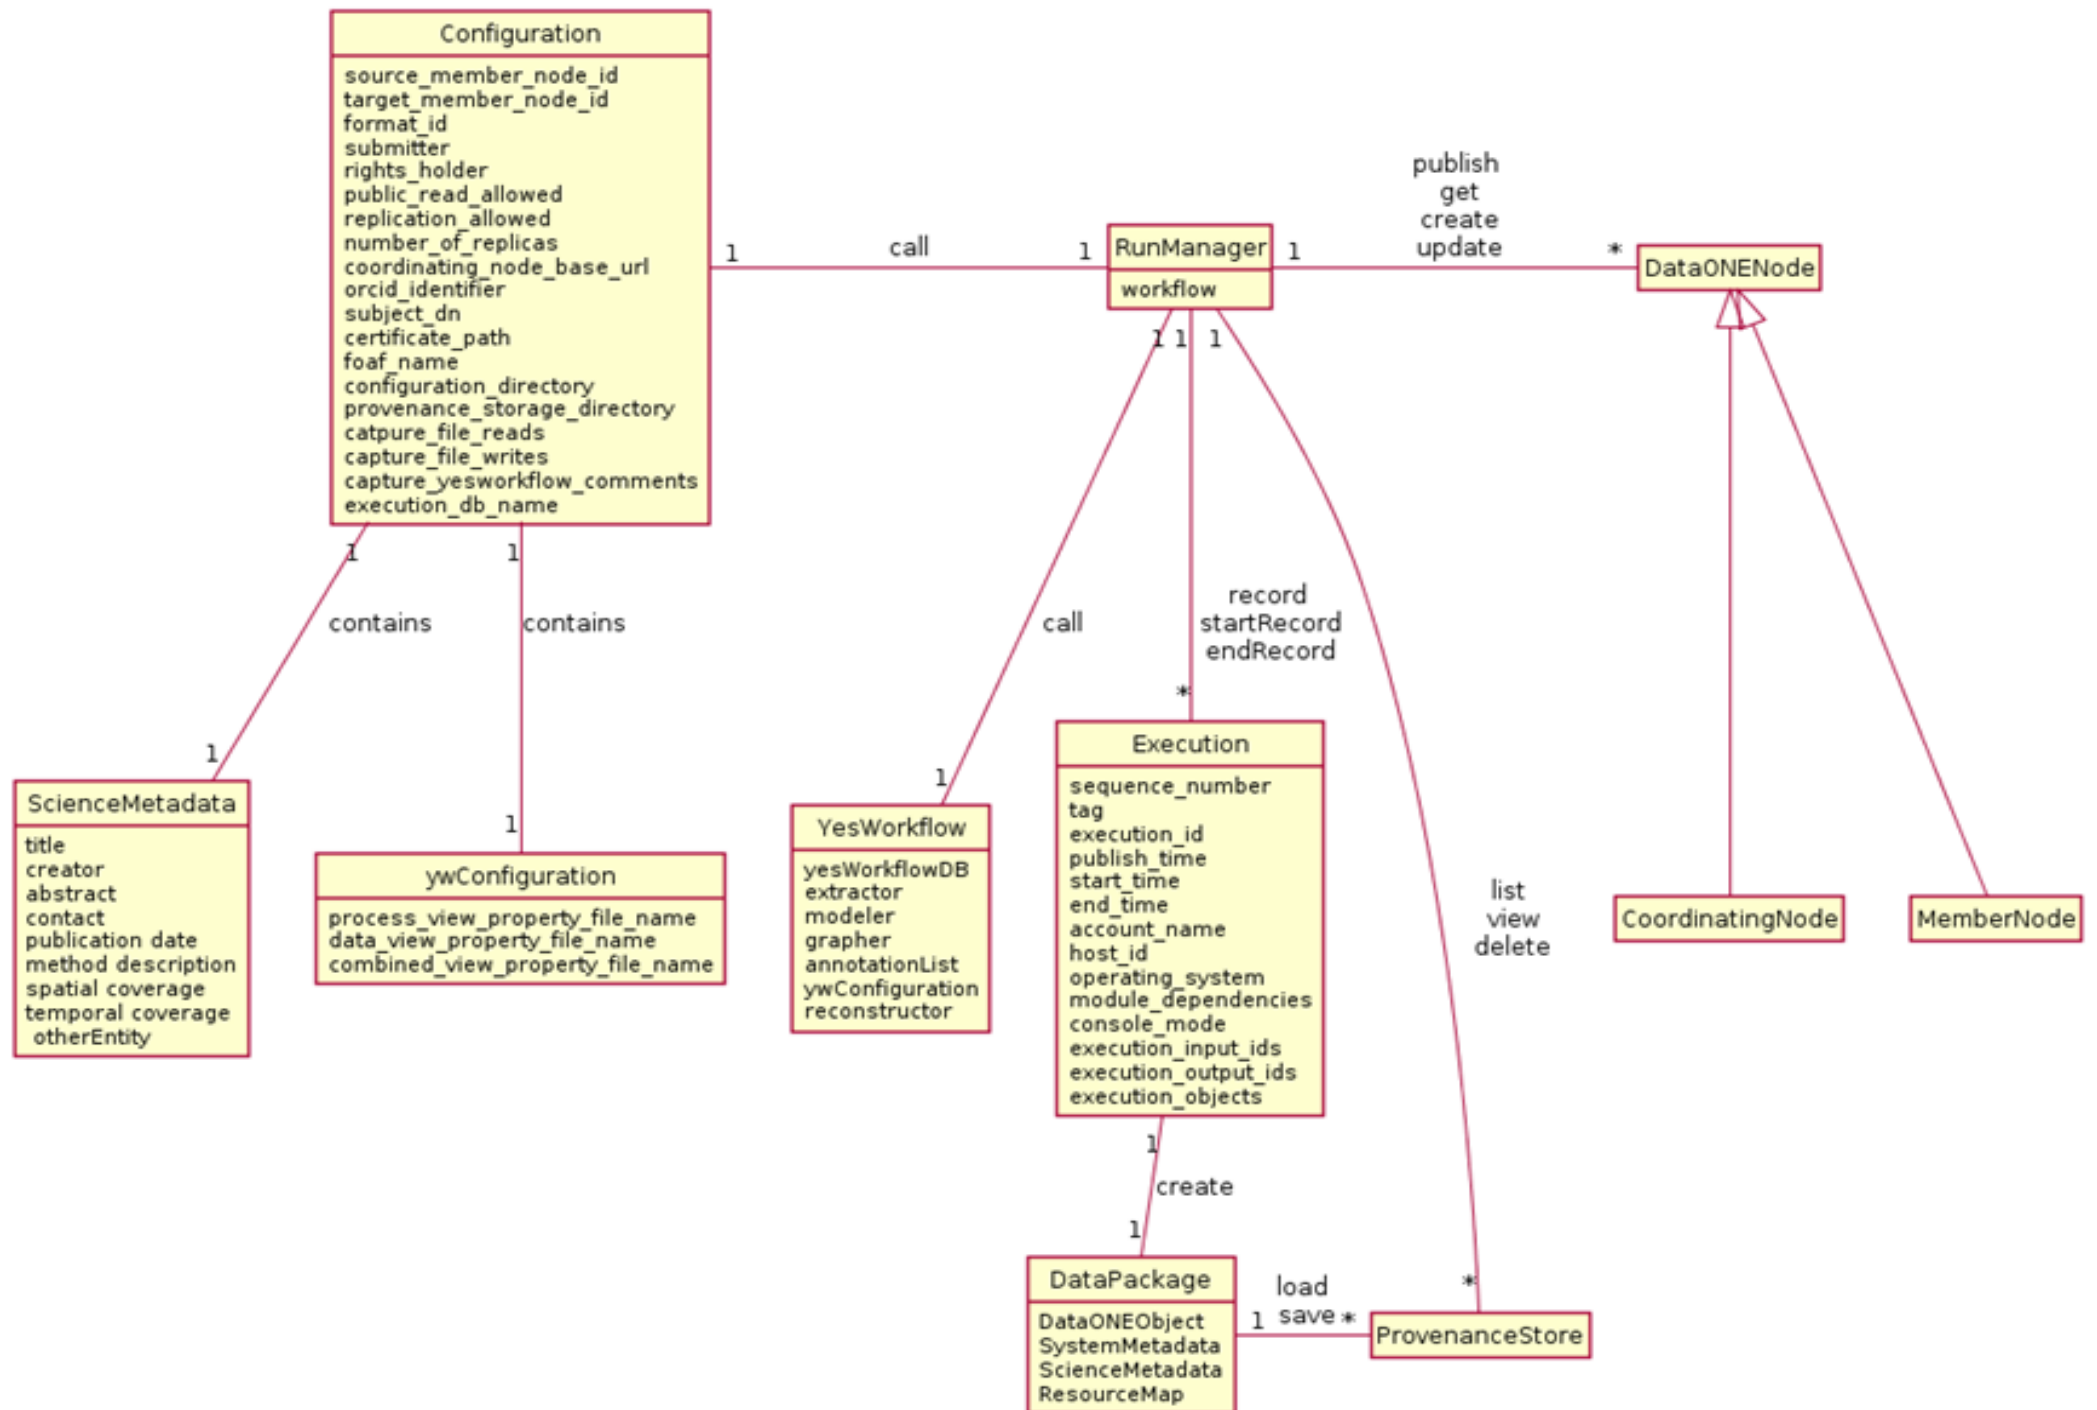 Configuration
source_member_node_id
target_member_node_id
format_id
submitter
rights_holder
public_read_allowed
replication_allowed
number_of_replicas
coordinating_node_base_url
orcid_identifier
subject_dn
certificate_path
foaf_name
configuration_directory
provenance_storage_directory
catpure_file_reads
capture_file_writes
capture_yesworkflow_comments
execution_db_name
1
call
1
RunManager
workflow
1
publish
get
create
update
*
DataONENode
1
1
1
1
1
contains
contains
call
record
startRecord
endRecord
*
1
1
1
ScienceMetadata
title
creator
abstract
contact
publication date
method description
spatial coverage
temporal coverage
otherEntity
ywConfiguration
process_view_property_file_name
data_view_property_file_name
combined_view_property_file_name
YesWorkflow
yesWorkflowDB
extractor
modeler
grapher
annotationList
ywConfiguration
reconstructor
Execution
sequence_number
tag
execution_id
publish_time
start_time
end_time
account_name
host_id
operating_system
module_dependencies
console_mode
execution_input_ids
execution_output_ids
execution_objects
list
view
delete
CoordinatingNode
MemberNode
1
create
1
*
DataPackage
DataONEObject
SystemMetadata
ScienceMetadata
ResourceMap
load
1 save *
ProvenanceStore